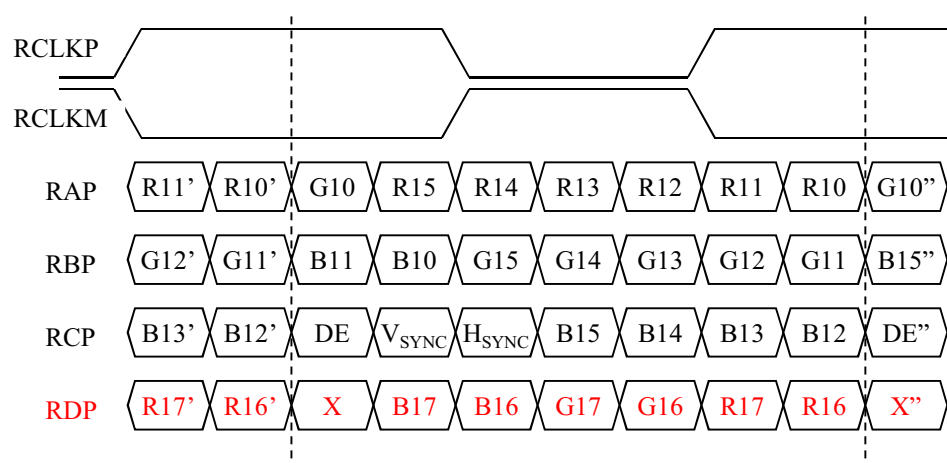 RCLKP
RCLKM
RAP R11’ R10’ G10 R15 R14 R13 R12 R11 R10 G10”
RBP G12’ G11’ B11 B10 G15 G14 G13 G12 G11 B15”
RCP B13’ B12’ DE VSYNC HSYNC B15 B14 B13 B12 DE”
RDP R17’ R16’ X B17 B16 G17 G16 R17 R16 X”